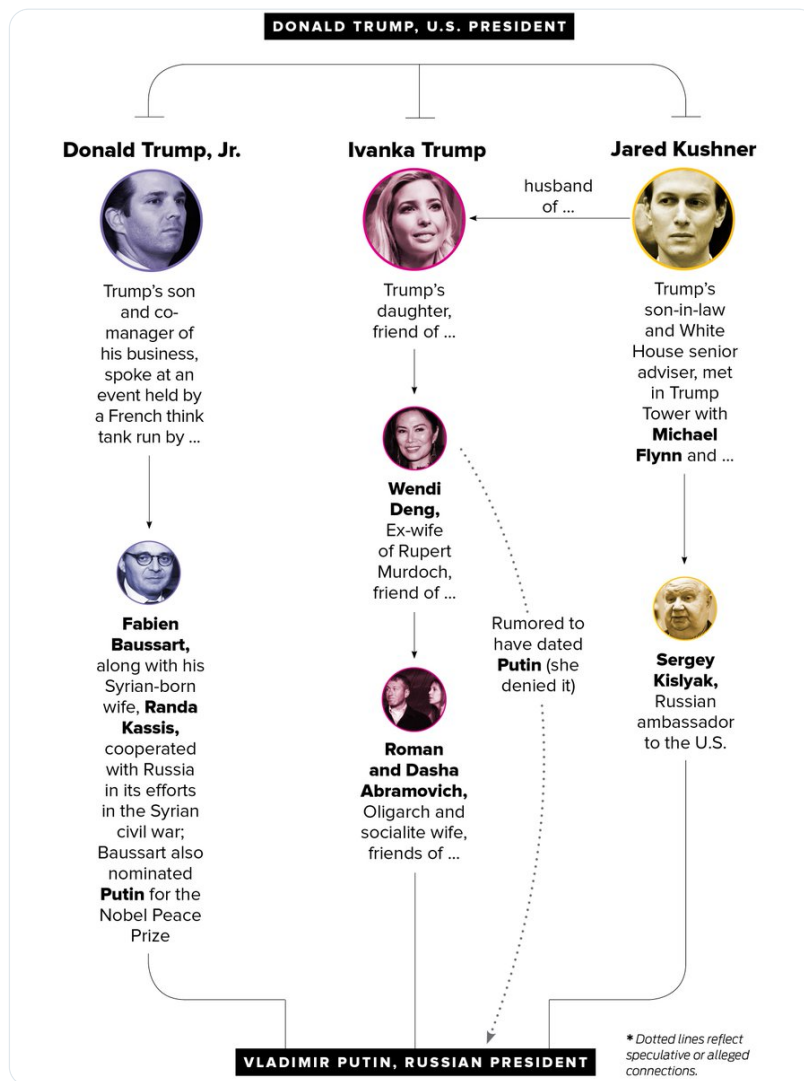 DONALD TRUMP, U.S. PRESIDENT
Donald Trump, Jr.
Trump’s son
and co-
manager of
his business,
spoke at an
event held by
a French think
tank run by ...
Fabien
Baussart,
along with his
Syrian-born
wife, Randa
Kassis,
cooperated
with Russia
in its efforts
in the Syrian
civil war;
Baussart also
nominated
Putin for the
Nobel Peace
Prize
Ivanka Trump
Trump’s
daughter,
friend of ...
Wendi
Deng,
Ex-wife
of Rupert
Murdoch,
friend of ...
Roman
and Dasha
Abramovich,
Oligarch and
socialite wife,
friends of ...
Rumored to
have dated
Putin (she
denied it)
husband
of ...
Jared Kushner
Trump’s
son-in-law
and White
House senior
adviser, met
in Trump
Tower with
Michael
Flynn and ...
Sergey
Kislyak,
Russian
ambassador
to the U.S.
VLADIMIR PUTIN, RUSSIAN PRESIDENT
* Dotted lines reflect
speculative or alleged
connections.